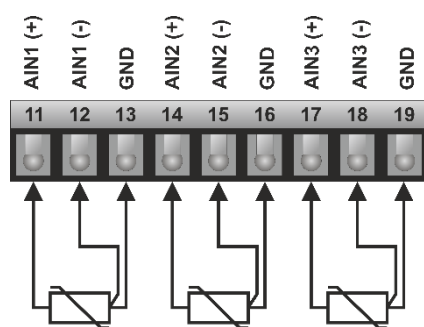 AIN1 (+) AIN1 (-) GND AIN2 (+) AIN2 (-) GND AIN3 (+) AIN3 (-) GND
11 12 13 14 15 16 17 18 19